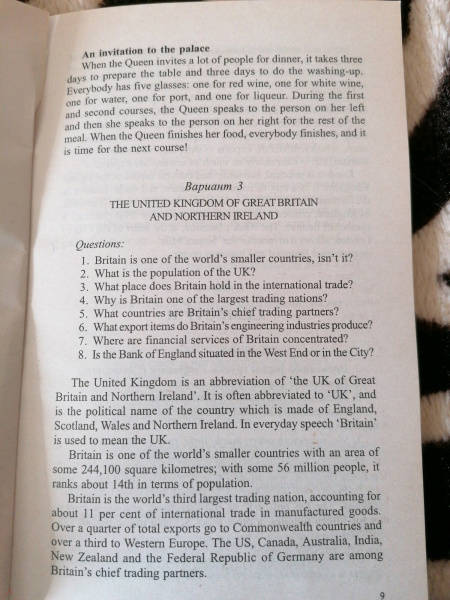 An invitation to the palace
When the Queen invites a lot of people for dinner, it takes three
days to prepare the table and three days to do the washing-up.
Everybody has five glasses: one for red wine, one for white wine,
one for water, one for port, and one for liqueur. During the first
and second courses, the Queen speaks to the person on her left
and then she speaks to the person on her right for the rest of the
meal. When the Queen finishes her food, everybody finishes, and it
is time for the next course!
Вариант 3
THE UNITED KINGDOM OF GREAT BRITAIN
AND NORTHERN IRELAND
Questions:
1. Britain is one of the world's smaller countries, isn't it?
2. What is the population of the UK?
3. What place does Britain hold in the international trade?
4. Why is Britain one of the largest trading nations?
5. What countries are Britain's chief trading partners?
6. What export items do Britain's engineering industries produce?
7. Where are financial services of Britain concentrated?
8. Is the Bank of England situated in the West End or in the City?
The United Kingdom is an abbreviation of 'the UK of Great
Britain and Northern Ireland'. It is often abbreviated to 'UK', and
is the political name of the country which is made of England,
Scotland, Wales and Northern Ireland. In everyday speech 'Britain'
is used to mean the UK.
Britain is one of the world's smaller countries with an area of
some 244,100 square kilometres; with some 56 million people, it
ranks about 14th in terms of population.
Britain is the world's third largest trading nation, accounting for
about 11 per cent of international trade in manufactured goods.
Over a quarter of total exports go to Commonwealth countries and
over a third to Western Europe. The US, Canada, Australia, India,
New Zealand and the Federal Republic of Germany are among
Britain's chief trading partners.
9